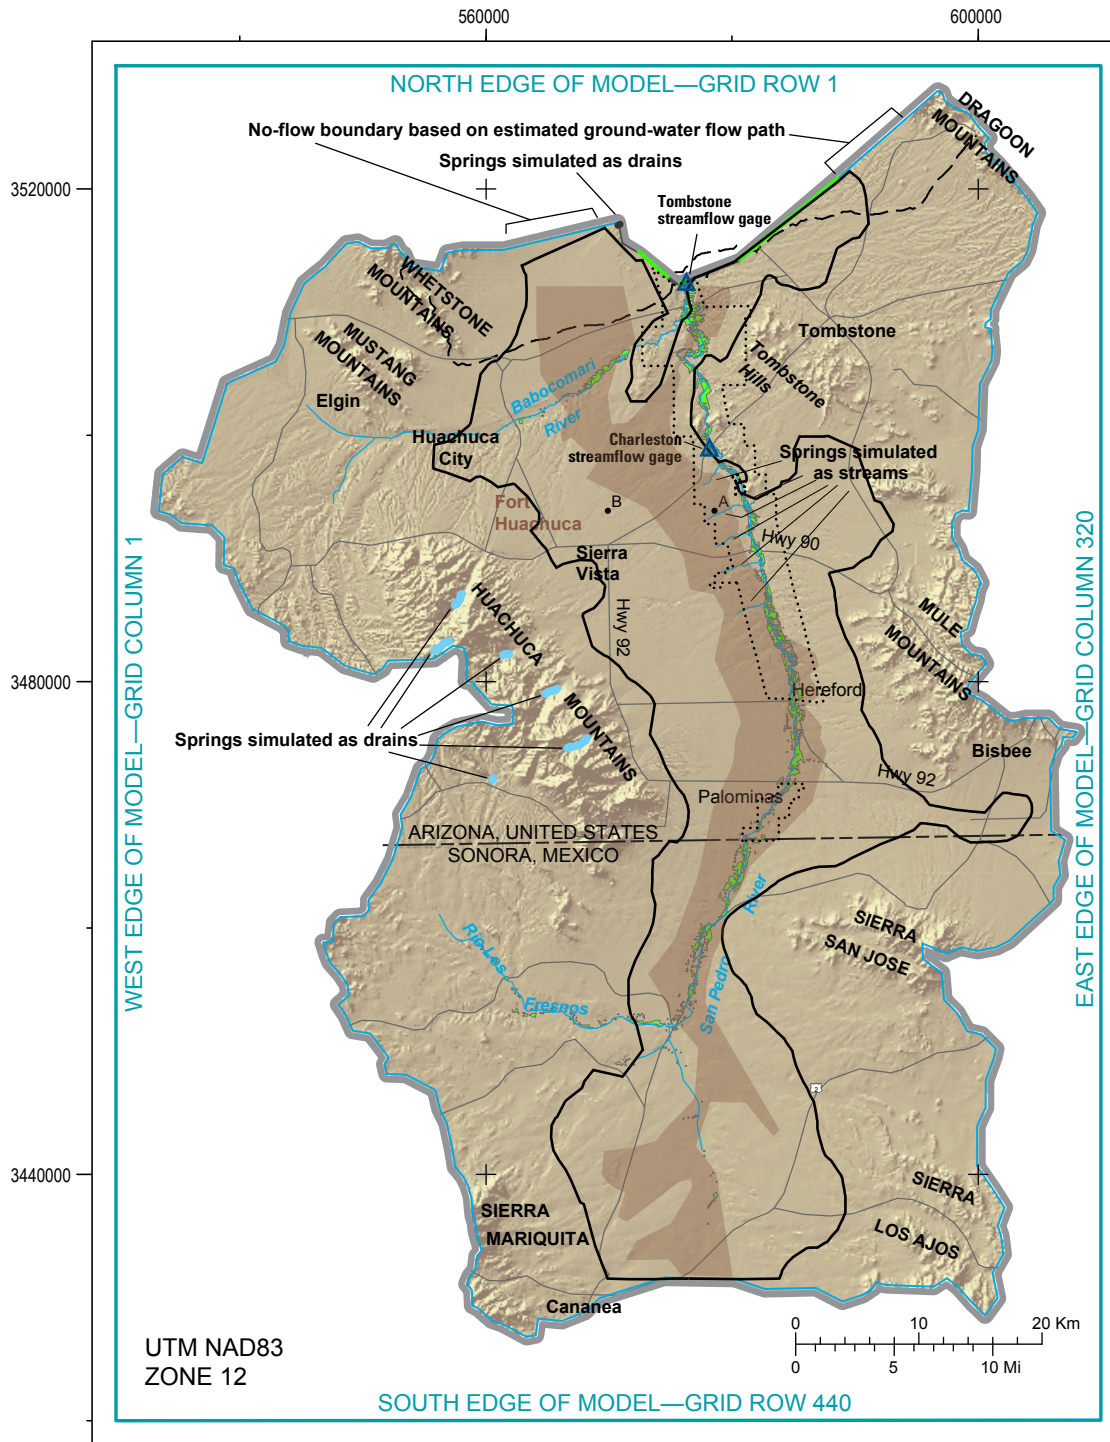 560000
600000
NORTH EDGE OF MODEL—GRID ROW 1
DRAGOON
MOUNTAINS
No-flow boundary based on estimated ground-water flow path
Springs simulated as drains
3520000
Tombstone
streamflow gage
WHETSTONE
MOUNTAINS
MUSTANG
MOUNTAINS
Tombstone
Tombstone
Hills
Elgin
Babocomari
River
Huachuca
City
Charleston
streamflow gage
Springs simulated
as streams
Fort
Huachuca
B
A
Hwy 90
Sierra
Vista
WEST EDGE OF MODEL—GRID COLUMN 1
EAST EDGE OF MODEL—GRID COLUMN 320
HUACHUCA
MOUNTAINS
Hwy 92
MULE
MOUNTAINS
3480000
Hereford
Springs simulated as drains
Bisbee
Hwy 92
Palominas
ARIZONA, UNITED STATES
SONORA, MEXICO
River
San Pedro
SIERRA
SAN JOSE
Rio Los
Fresnos
2
3440000
SIERRA
MARIQUITA
SIERRA
LOS AJOS
Cananea
0 10 20 Km
0 5 10 Mi
UTM NAD83
ZONE 12
SOUTH EDGE OF MODEL—GRID ROW 440